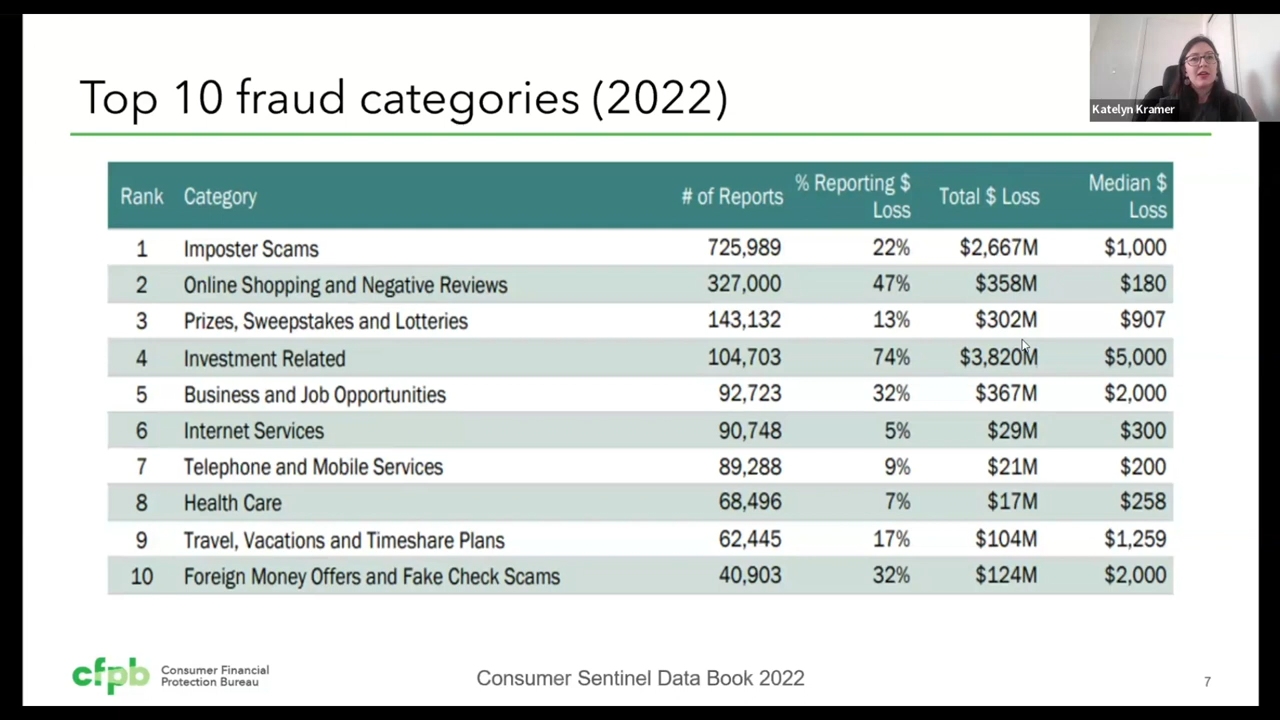 Top 10 fraud categories (2022)
Katelyn Kramer
Rank Category # of Reports % Reporting $ Loss Total $ Loss Median $ Loss
1 Imposter Scams 725,989 22% $2,667M $1,000
2 Online Shopping and Negative Reviews 327,000 47% $358M $180
3 Prizes, Sweepstakes and Lotteries 143,132 13% $302M $907
4 Investment Related 104,703 74% $3,820M $5,000
5 Business and Job Opportunities 92,723 32% $367M $2,000
6 Internet Services 90,748 5% $29M $300
7 Telephone and Mobile Services 89,288 9% $21M $200
8 Health Care 68,496 7% $17M $258
9 Travel, Vacations and Timeshare Plans 62,445 17% $104M $1,259
10 Foreign Money Offers and Fake Check Scams 40,903 32% $124M $2,000
cfpb Consumer Financial
Protection Bureau
Consumer Sentinel Data Book 2022
7